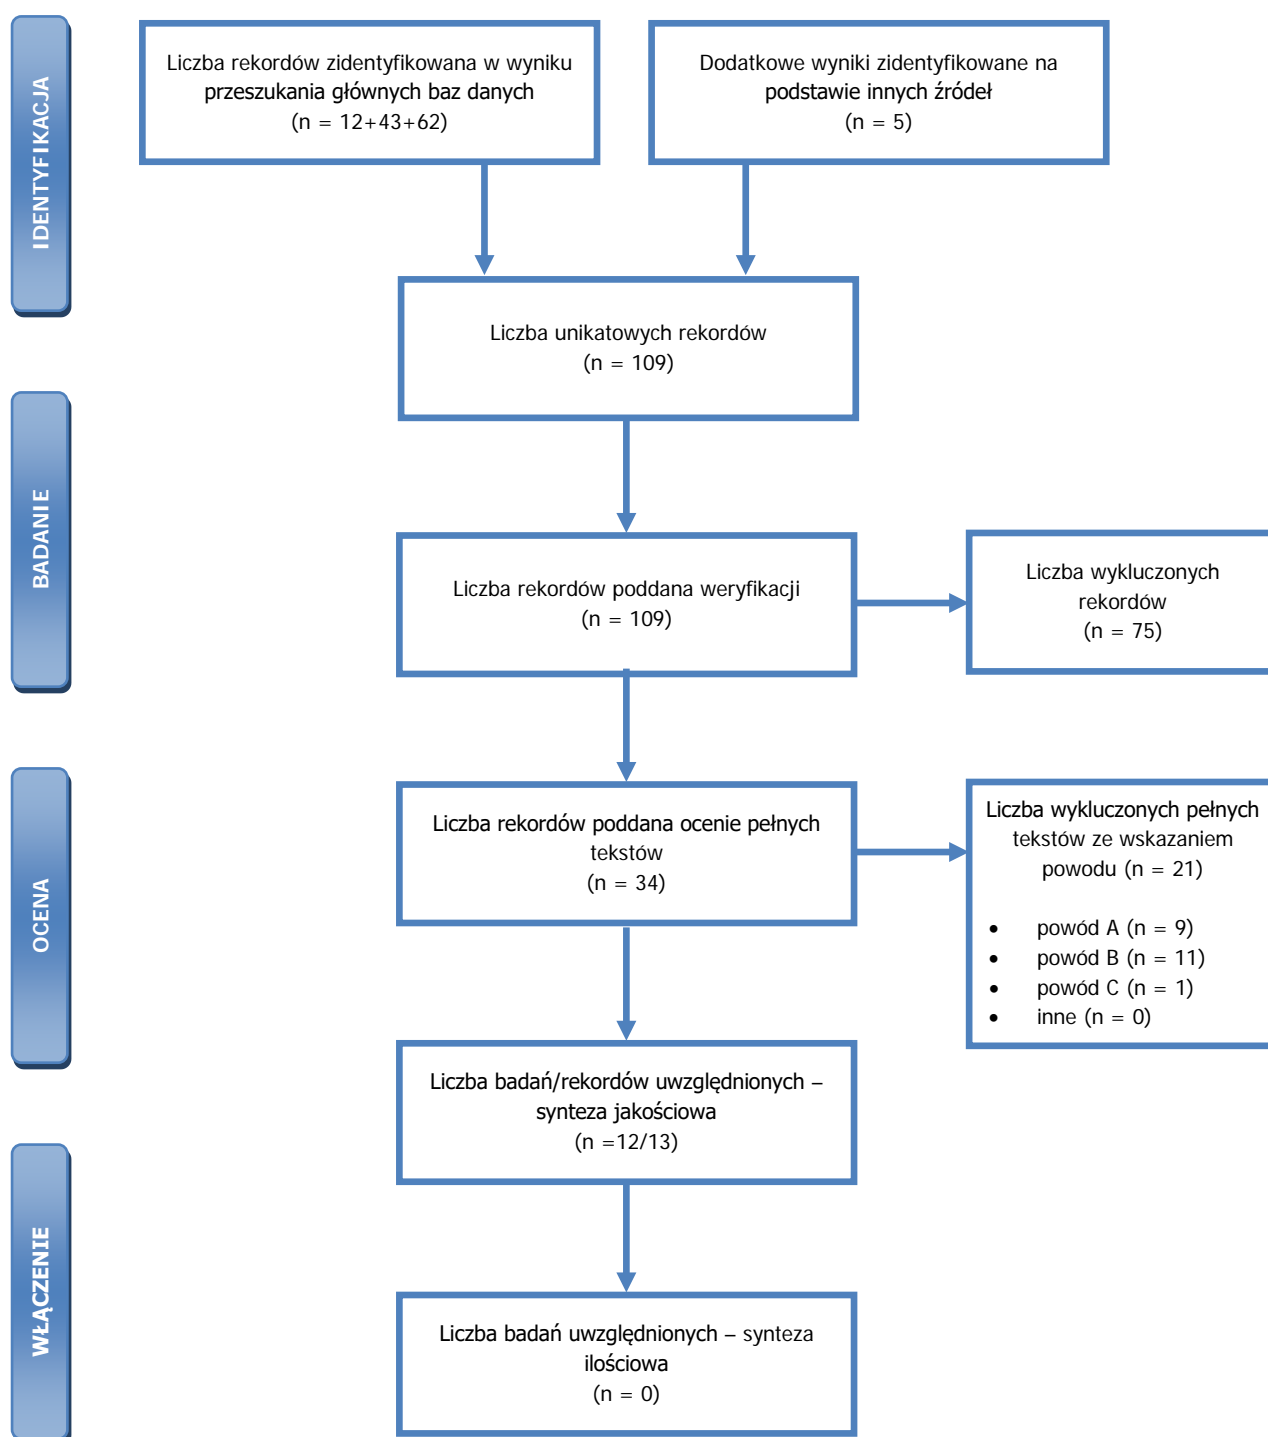 IDENTYFIKACJA
Liczba rekordów zidentyfikowana w wyniku
przeszukania głównych baz danych
(n = 12+43+62)
Dodatkowe wyniki zidentyfikowane na
podstawie innych źródeł
(n = 5)
Liczba unikatowych rekordów
(n = 109)
BADANIE
Liczba rekordów poddana weryfikacji
(n = 109)
Liczba wykluczonych
rekordów
(n = 75)
OCENA
Liczba rekordów poddana ocenie pełnych
tekstów
(n = 34)
Liczba wykluczonych pełnych
tekstów ze wskazaniem
powodu (n = 21)
• powód A (n = 9)
• powód B (n = 11)
• powód C (n = 1)
• inne (n = 0)
Liczba badań/rekordów uwzględnionych –
synteza jakościowa
(n =12/13)
WŁĄCZENIE
Liczba badań uwzględnionych – synteza
ilościowa
(n = 0)